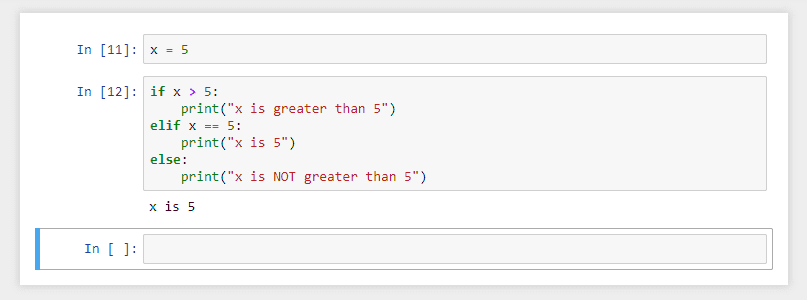 In [11]: x = 5
In [12]: if x > 5:
    print("x is greater than 5")
elif x == 5:
    print("x is 5")
else:
    print("x is NOT greater than 5")
x is 5
In [ ]: